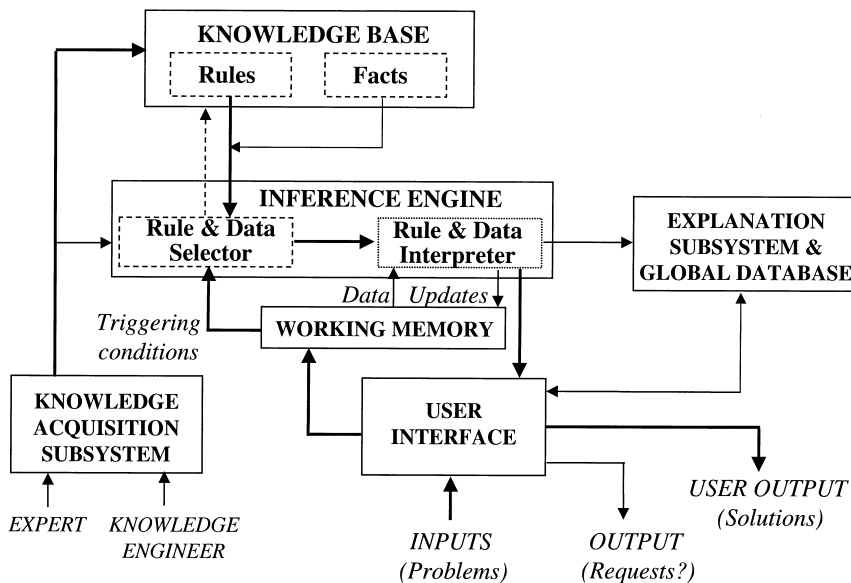 KNOWLEDGE BASE
Rules
Facts
INFERENCE ENGINE
Rule & Data
Selector
Rule & Data
Interpreter
EXPLANATION
SUBSYSTEM &
GLOBAL DATABASE
Data
Updates
Triggering
conditions
WORKING MEMORY
KNOWLEDGE
ACQUISITION
SUBSYSTEM
USER
INTERFACE
EXPERT
KNOWLEDGE
ENGINEER
INPUTS
(Problems)
OUTPUT
(Requests?)
USER OUTPUT
(Solutions)